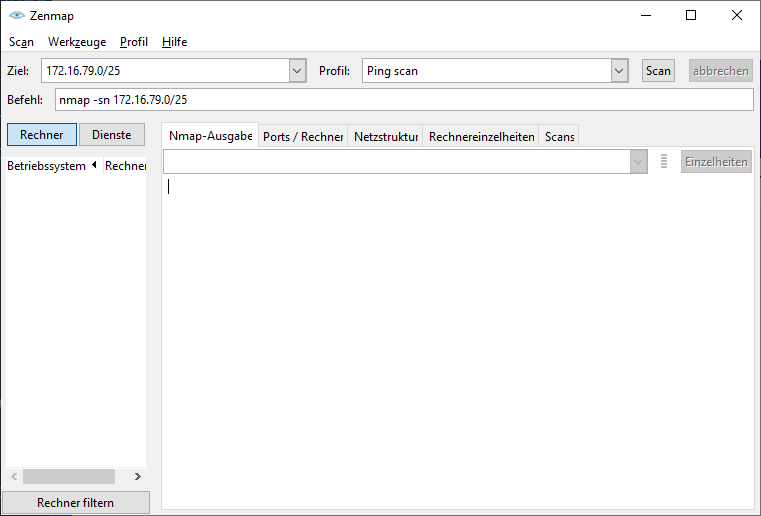 Zenmap
Scan Werkzeuge Profil Hilfe
Ziel: 172.16.79.0/25 Profil: Ping scan Scan abbrechen
Befehl: nmap -sn 172.16.79.0/25
Rechner Dienste Nmap-Ausgabe Ports / Rechner Netzstruktur Rechnereinzelheiten Scans
Betriebssystem Rechner Einzelheiten
Rechner filtern